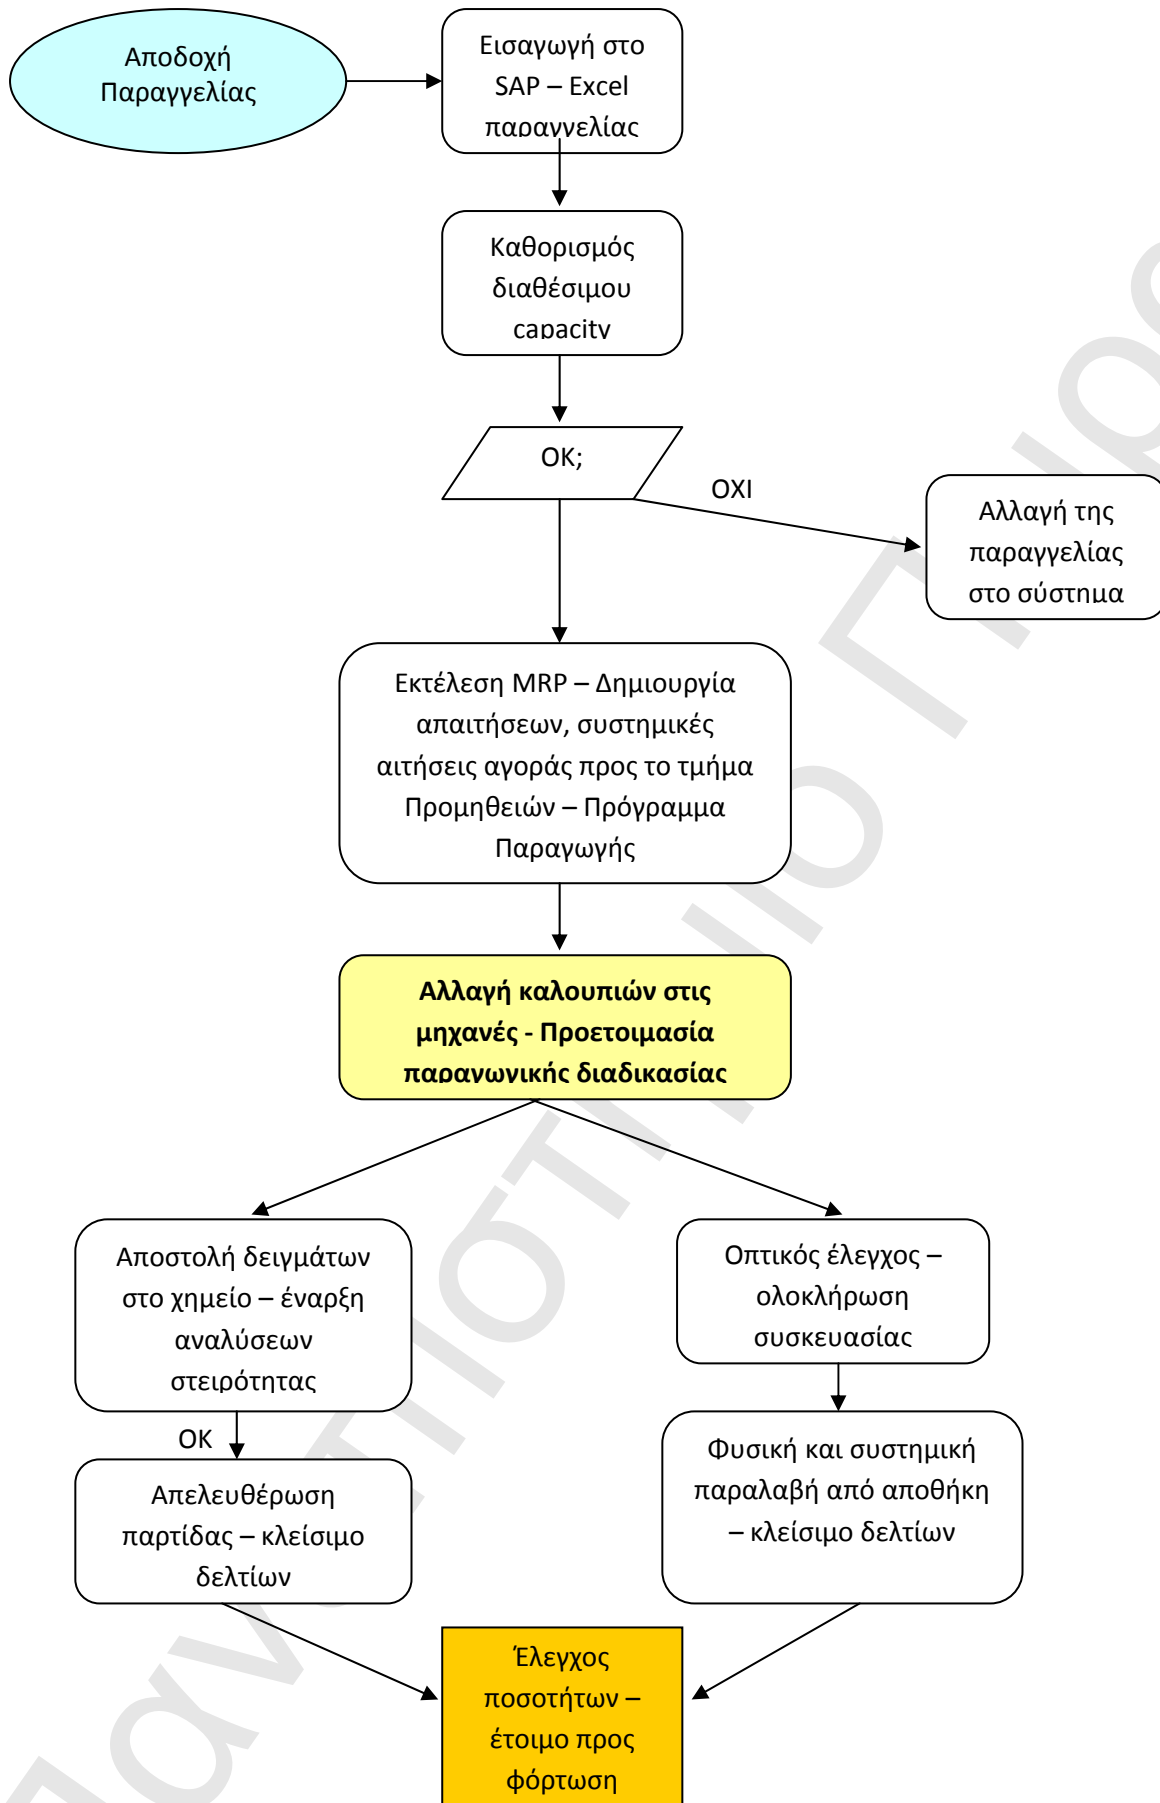 Αποδοχή
Παραγγελίας
Εισαγωγή στο
SAP – Excel
παραγγελίας
Καθορισμός
διαθέσιμου
capacity
ΟΚ;
ΟΧΙ
Αλλαγή της
παραγγελίας
στο σύστημα
Εκτέλεση MRP – Δημιουργία
απαιτήσεων, συστημικές
αιτήσεις αγοράς προς το τμήμα
Προμηθειών – Πρόγραμμα
Παραγωγής
Αλλαγή καλουπιών στις
μηχανές - Προετοιμασία
παραγωγικής διαδικασίας
Αποστολή δειγμάτων
στο χημείο – έναρξη
αναλύσεων
στειρότητας
Οπτικός έλεγχος –
ολοκλήρωση
συσκευασίας
ΟΚ
Απελευθέρωση
παρτίδας – κλείσιμο
δελτίων
Φυσική και συστημική
παραλαβή από αποθήκη
– κλείσιμο δελτίων
Έλεγχος
ποσοτήτων –
έτοιμο προς
φόρτωση